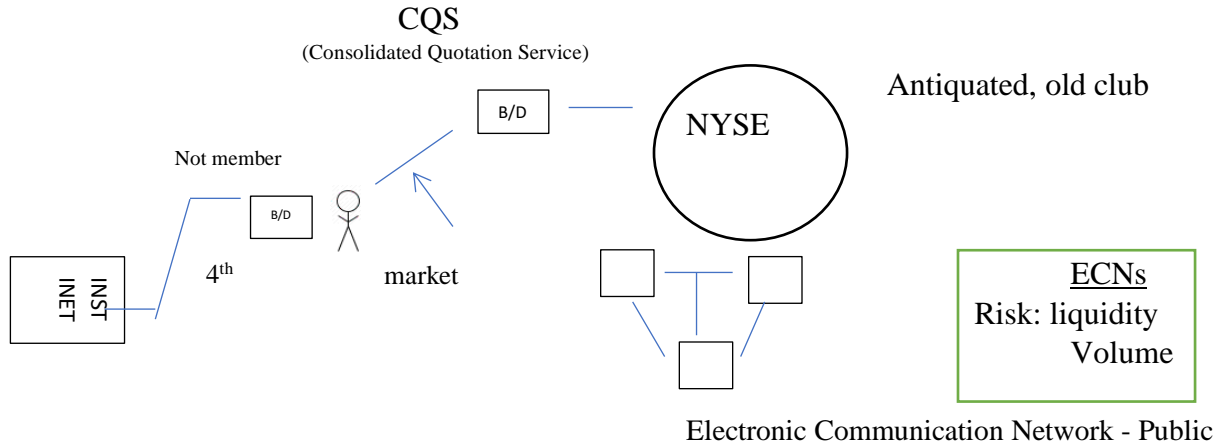 CQS
(Consolidated Quotation Service)
Antiquated, old club
B/D
NYSE
Not member
B/D
4th
market
INST
INET
ECNs
Risk: liquidity
Volume
Electronic Communication Network - Public